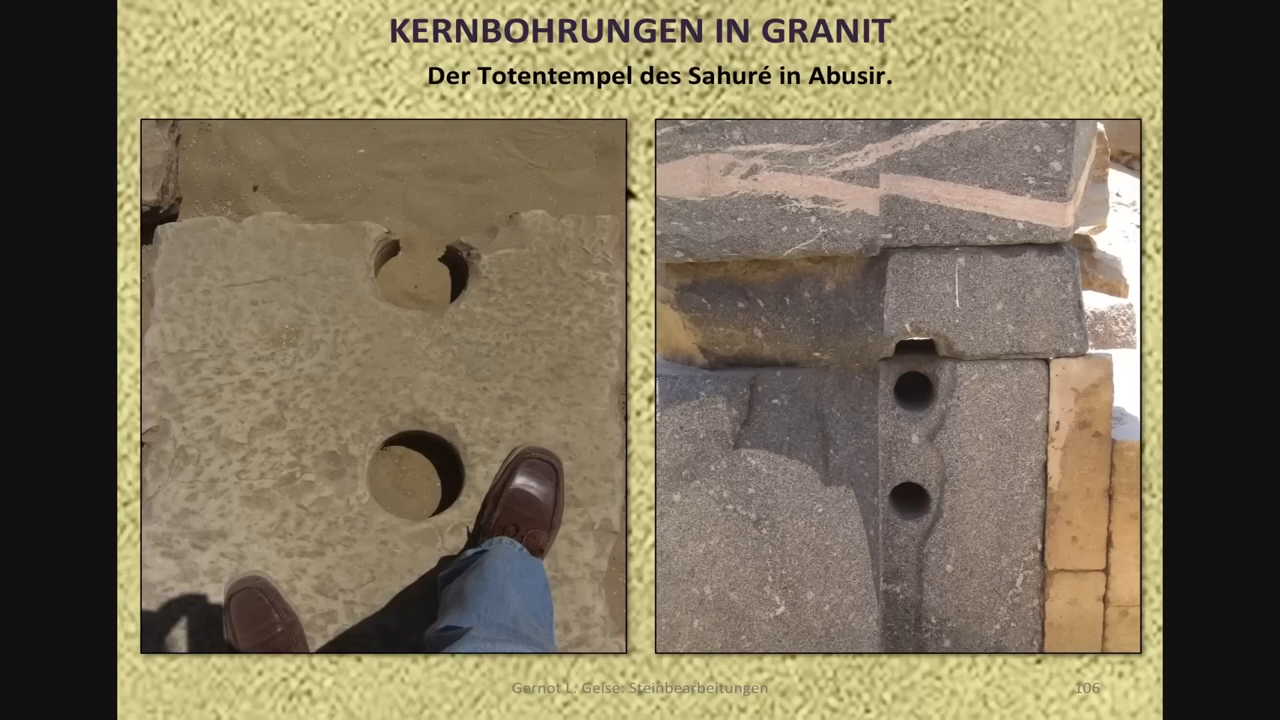 KERNBOHRUNGEN IN GRANIT
Der Totentempel des Sahuré in Abusir.
Gernot L. Geise: Steinbearbeitungen
106